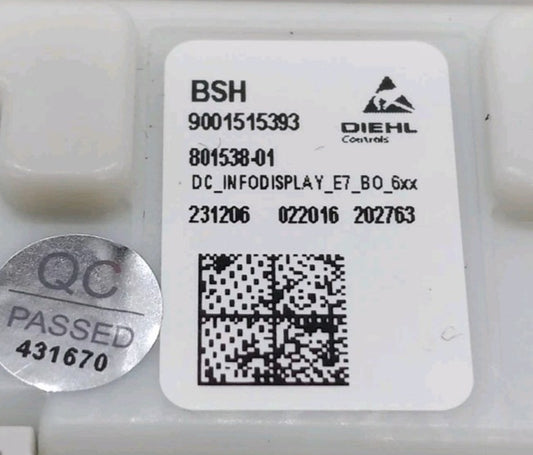 BSH
9001515393
DIEHL
Controls
801538-01
DC_INFODISPLAY_E7_BO_6xx
231206 022016 202763
QC
PASSED
431670